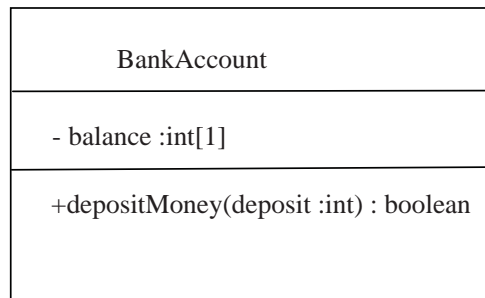 BankAccount
- balance :int[1]
+depositMoney(deposit :int) : boolean